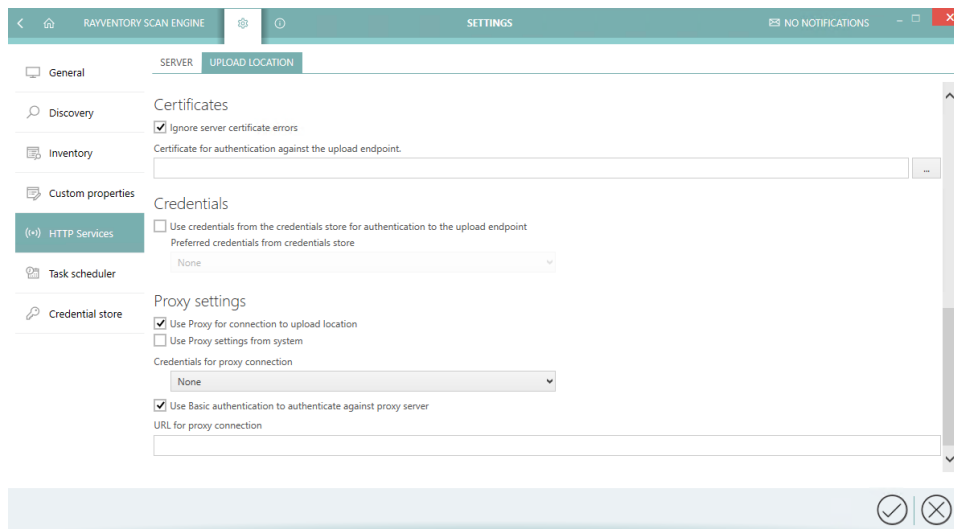 RAYVENTORY SCAN ENGINE
SETTINGS
NO NOTIFICATIONS
General
Discovery
Inventory
Custom properties
HTTP Services
Task scheduler
Credential store
SERVER
UPLOAD LOCATION
Certificates
Ignore server certificate errors
Certificate for authentication against the upload endpoint.
...
Credentials
Use credentials from the credentials store for authentication to the upload endpoint
Preferred credentials from credentials store
None
Proxy settings
Use Proxy for connection to upload location
Use Proxy settings from system
Credentials for proxy connection
None
Use Basic authentication to authenticate against proxy server
URL for proxy connection